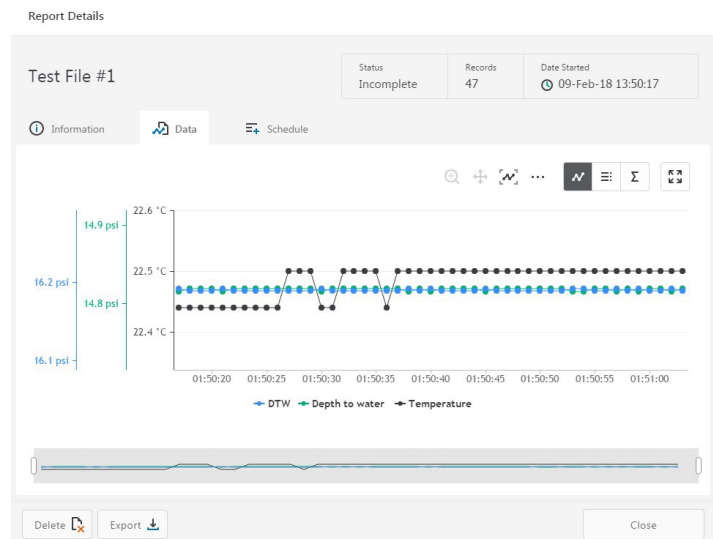 Report Details
Test File #1
Status
Incomplete
Records
47
Date Started
09-Feb-18 13:50:17
Information
Data
Schedule
22.6 °C
14.9 psi
22.5 °C
16.2 psi
14.8 psi
22.4 °C
16.1 psi
01:50:20 01:50:25 01:50:30 01:50:35 01:50:40 01:50:45 01:50:50 01:50:55 01:51:00
DTW Depth to water Temperature
Delete Export Close